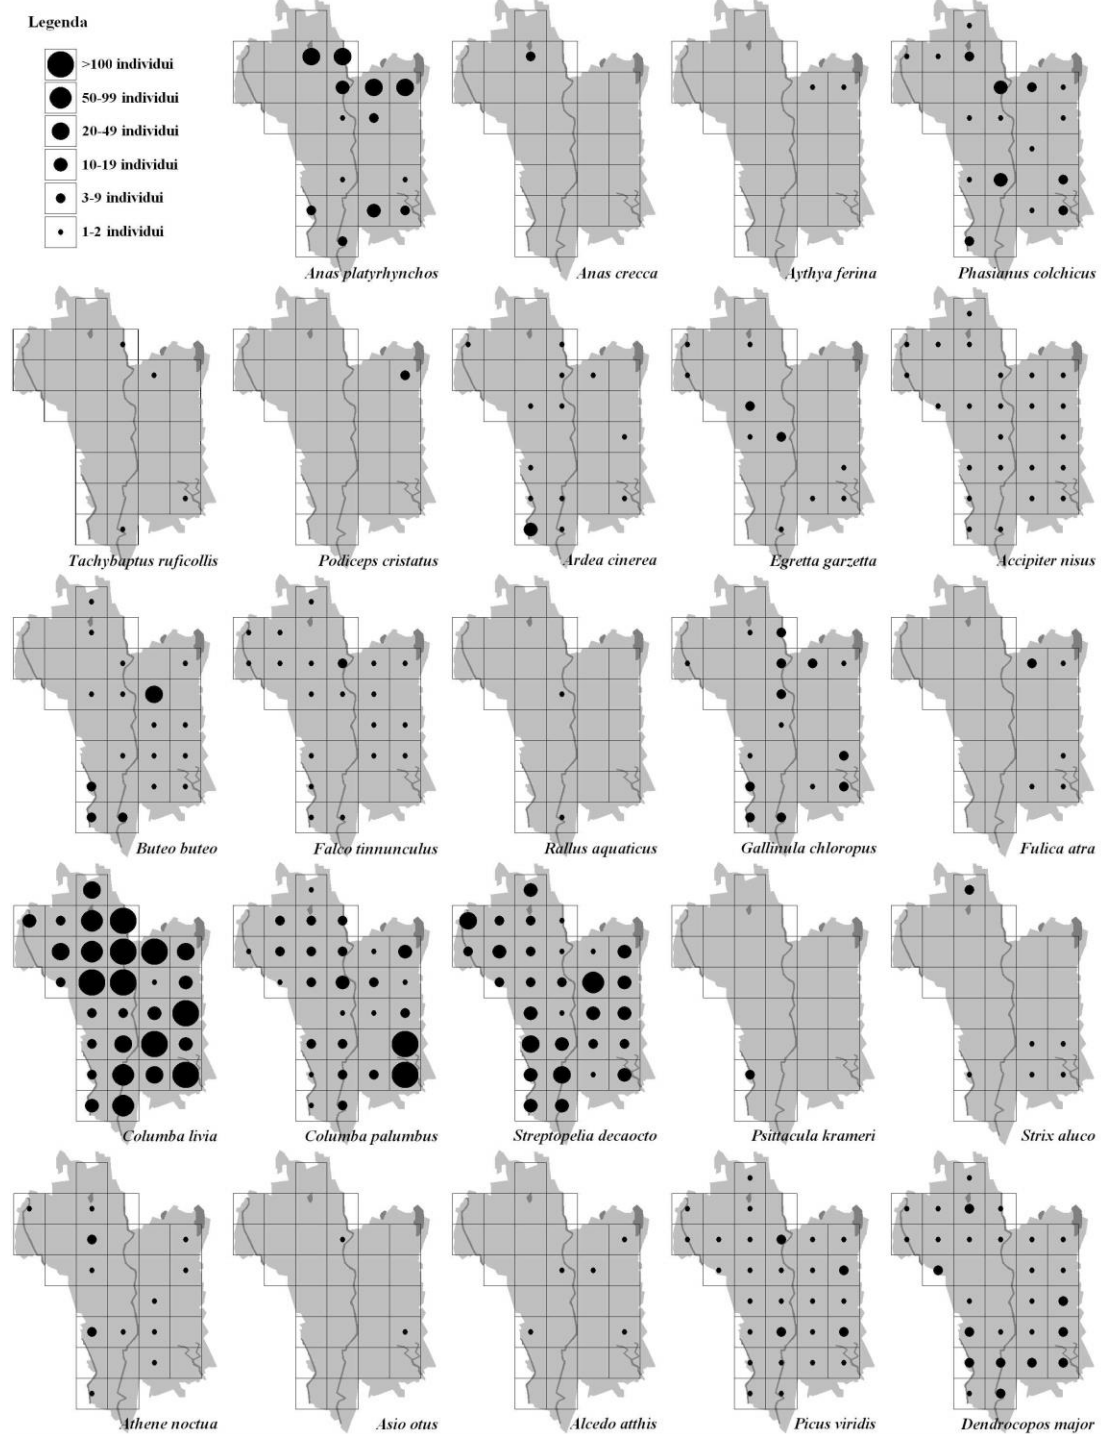 Legenda
>100 individui
50-99 individui
20-49 individui
10-19 individui
3-9 individui
1-2 individui
Anas platyrhynchos
Anas crecca
Aythya ferina
Phasianus colchicus
Tachybaptus ruficollis
Podiceps cristatus
Ardea cinerea
Egretta garzetta
Accipiter nisus
Buteo buteo
Falco tinnunculus
Rallus aquaticus
Gallinula chloropus
Fulica atra
Columba livia
Columba palumbus
Streptopelia decaocto
Psittacula krameri
Strix aluco
Athene noctua
Asio otus
Alcedo atthis
Picus viridis
Dendrocopos major